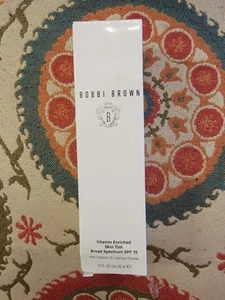 BOBBI BROWN
B
Vitamin Enriched
Skin Tint
Broad Spectrum SPF 15